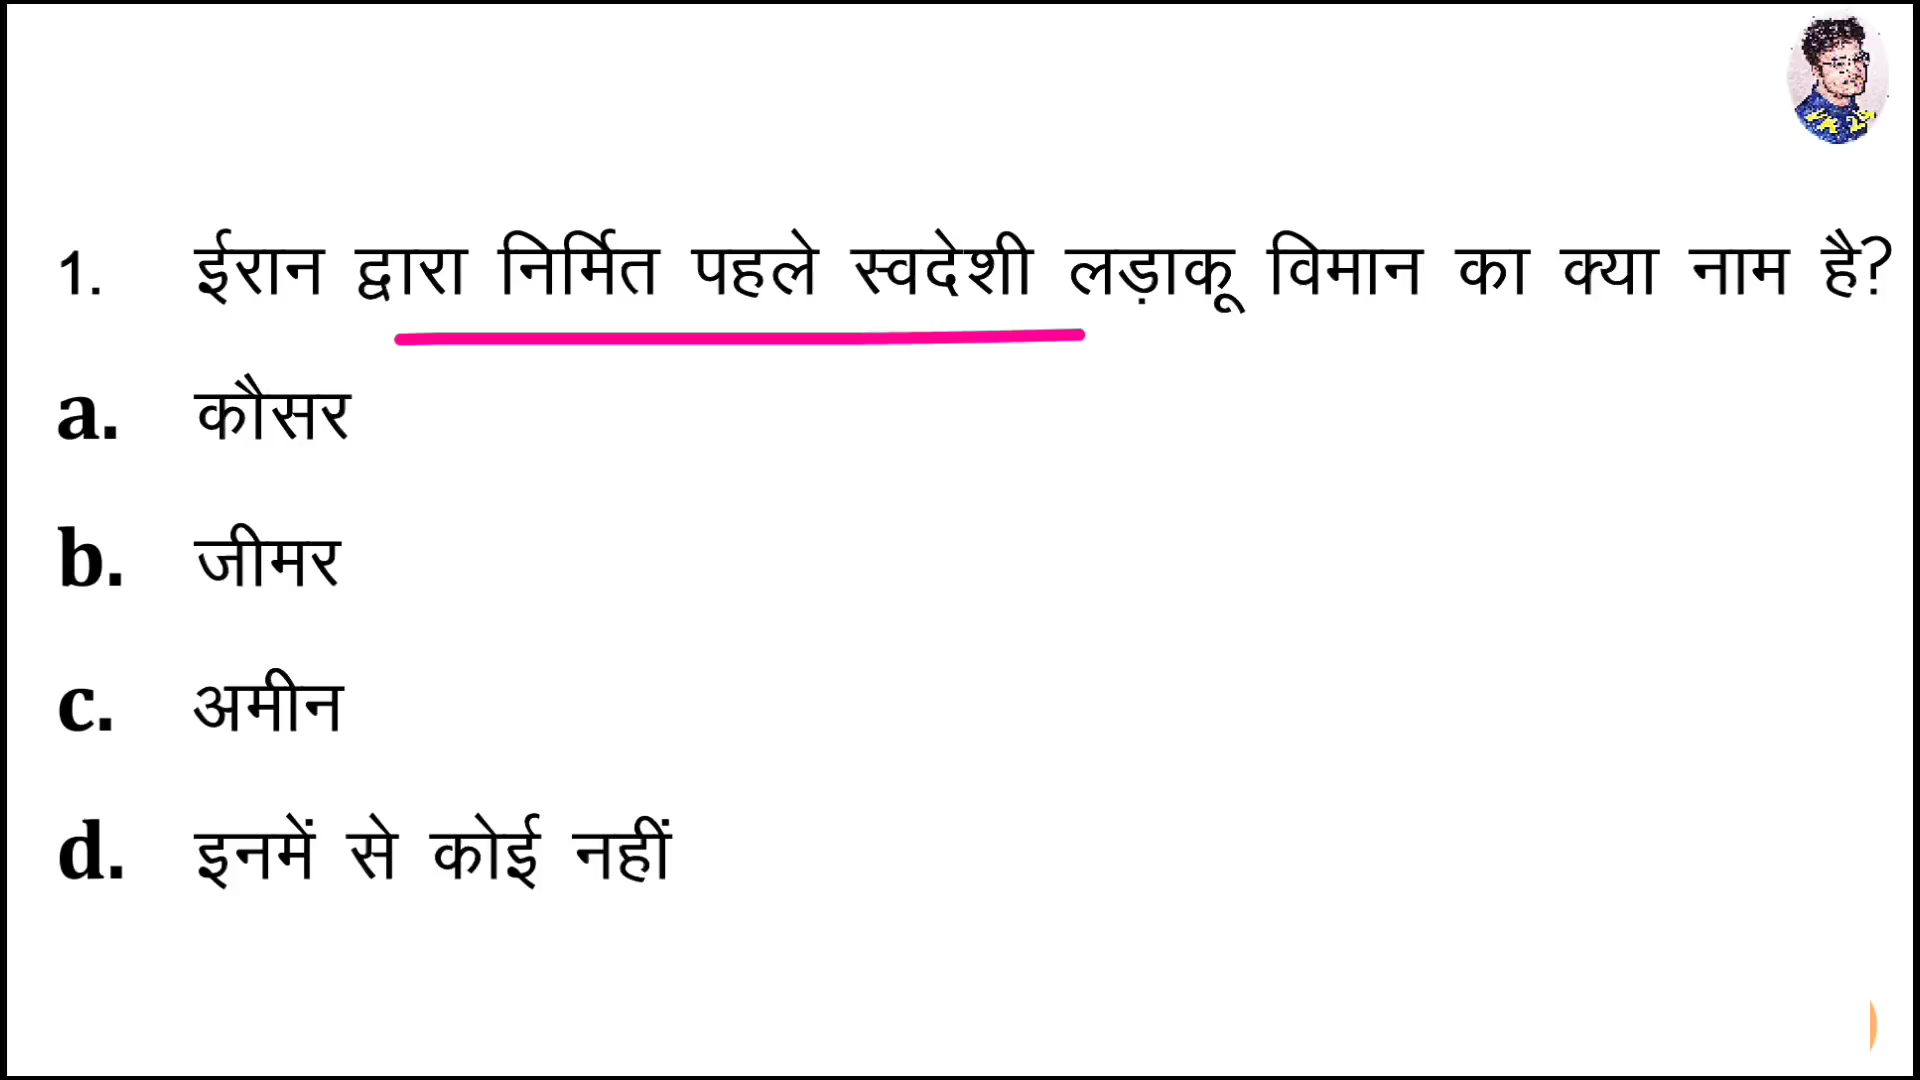 1. ईरान द्वारा निर्मित पहले स्वदेशी लड़ाकू विमान का क्या नाम है?
a. कौसर
b. जीमर
c. अमीन
d. इनमें से कोई नहीं